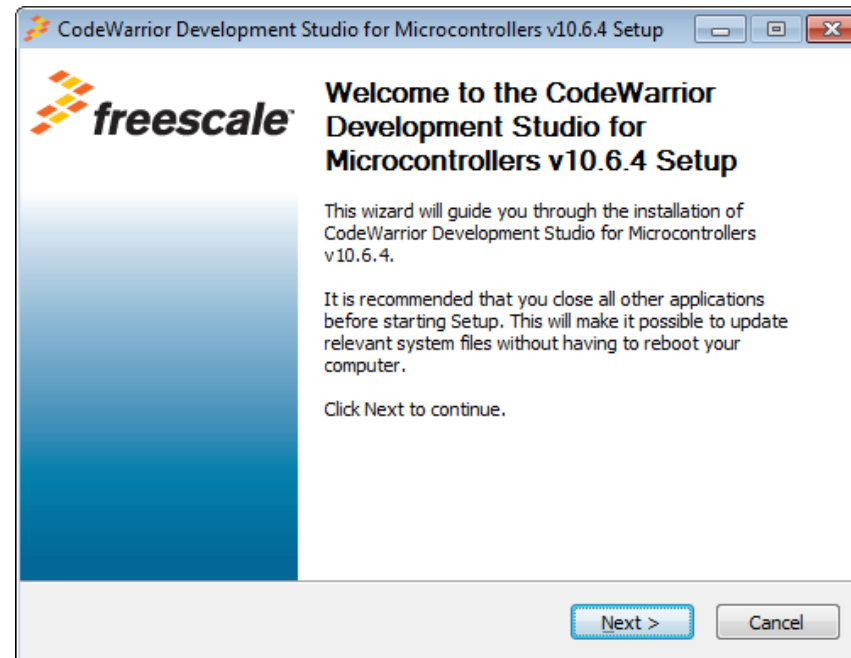 CodeWarrior Development Studio for Microcontrollers v10.6.4 Setup
freescale™
Welcome to the CodeWarrior
Development Studio for
Microcontrollers v10.6.4 Setup
This wizard will guide you through the installation of
CodeWarrior Development Studio for Microcontrollers
v10.6.4.
It is recommended that you close all other applications
before starting Setup. This will make it possible to update
relevant system files without having to reboot your
computer.
Click Next to continue.
Next >
Cancel